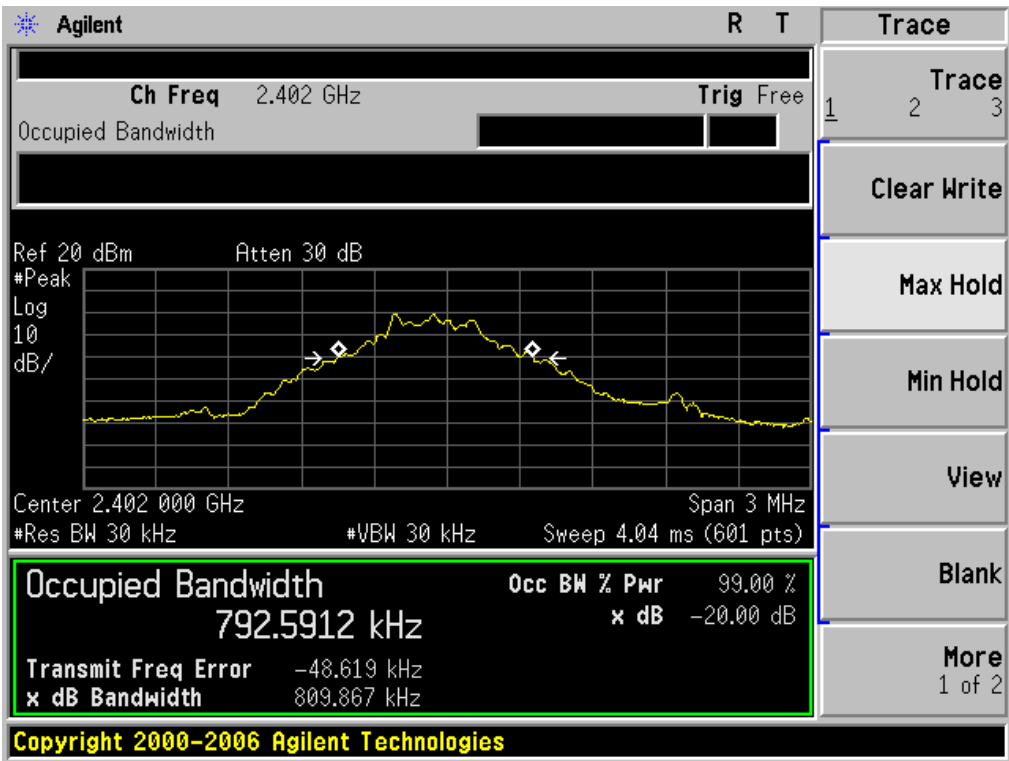 Agilent R T Trace
Ch Freq 2.402 GHz Trig Free
Occupied Bandwidth
Trace
1 2 3
Clear Write
Max Hold
Min Hold
View
Blank
More
1 of 2
Ref 20 dBm Atten 30 dB
#Peak
Log
10
dB/
Center 2.402 000 GHz Span 3 MHz
#Res BW 30 kHz #VBW 30 kHz Sweep 4.04 ms (601 pts)
Occupied Bandwidth Occ BW % Pwr 99.00 %
792.5912 kHz x dB -20.00 dB
Transmit Freq Error -48.619 kHz
x dB Bandwidth 809.867 kHz
Copyright 2000-2006 Agilent Technologies